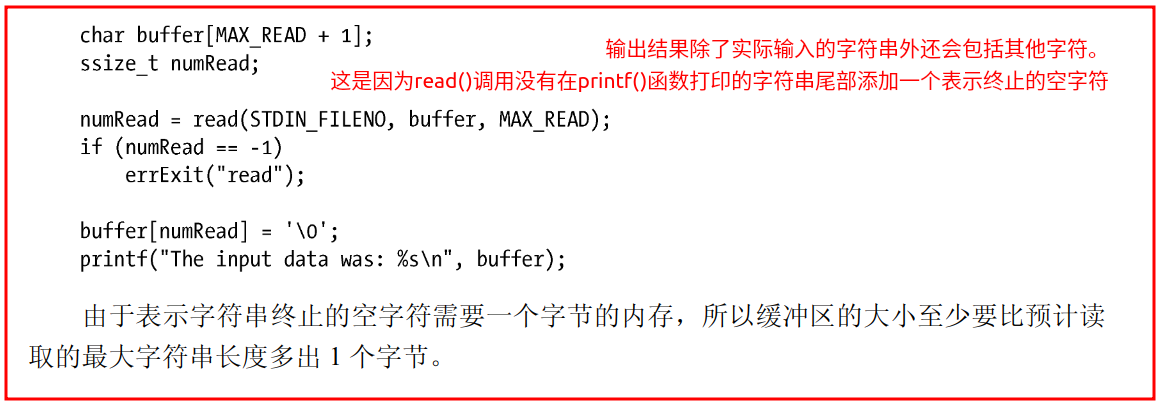 char buffer[MAX_READ + 1];
输出结果除了实际输入的字符串外还会包括其他字符。
ssize_t numRead;
这是因为read()调用没有在printf()函数打印的字符串尾部添加一个表示终止的空字符
numRead = read(STDIN_FILENO, buffer, MAX_READ);
if (numRead == -1)
    errExit("read");
buffer[numRead] = '\0';
printf("The input data was: %s\n", buffer);
由于表示字符串终止的空字符需要一个字节的内存，所以缓冲区的大小至少要比预计读
取的最大字符串长度多出 1 个字节。